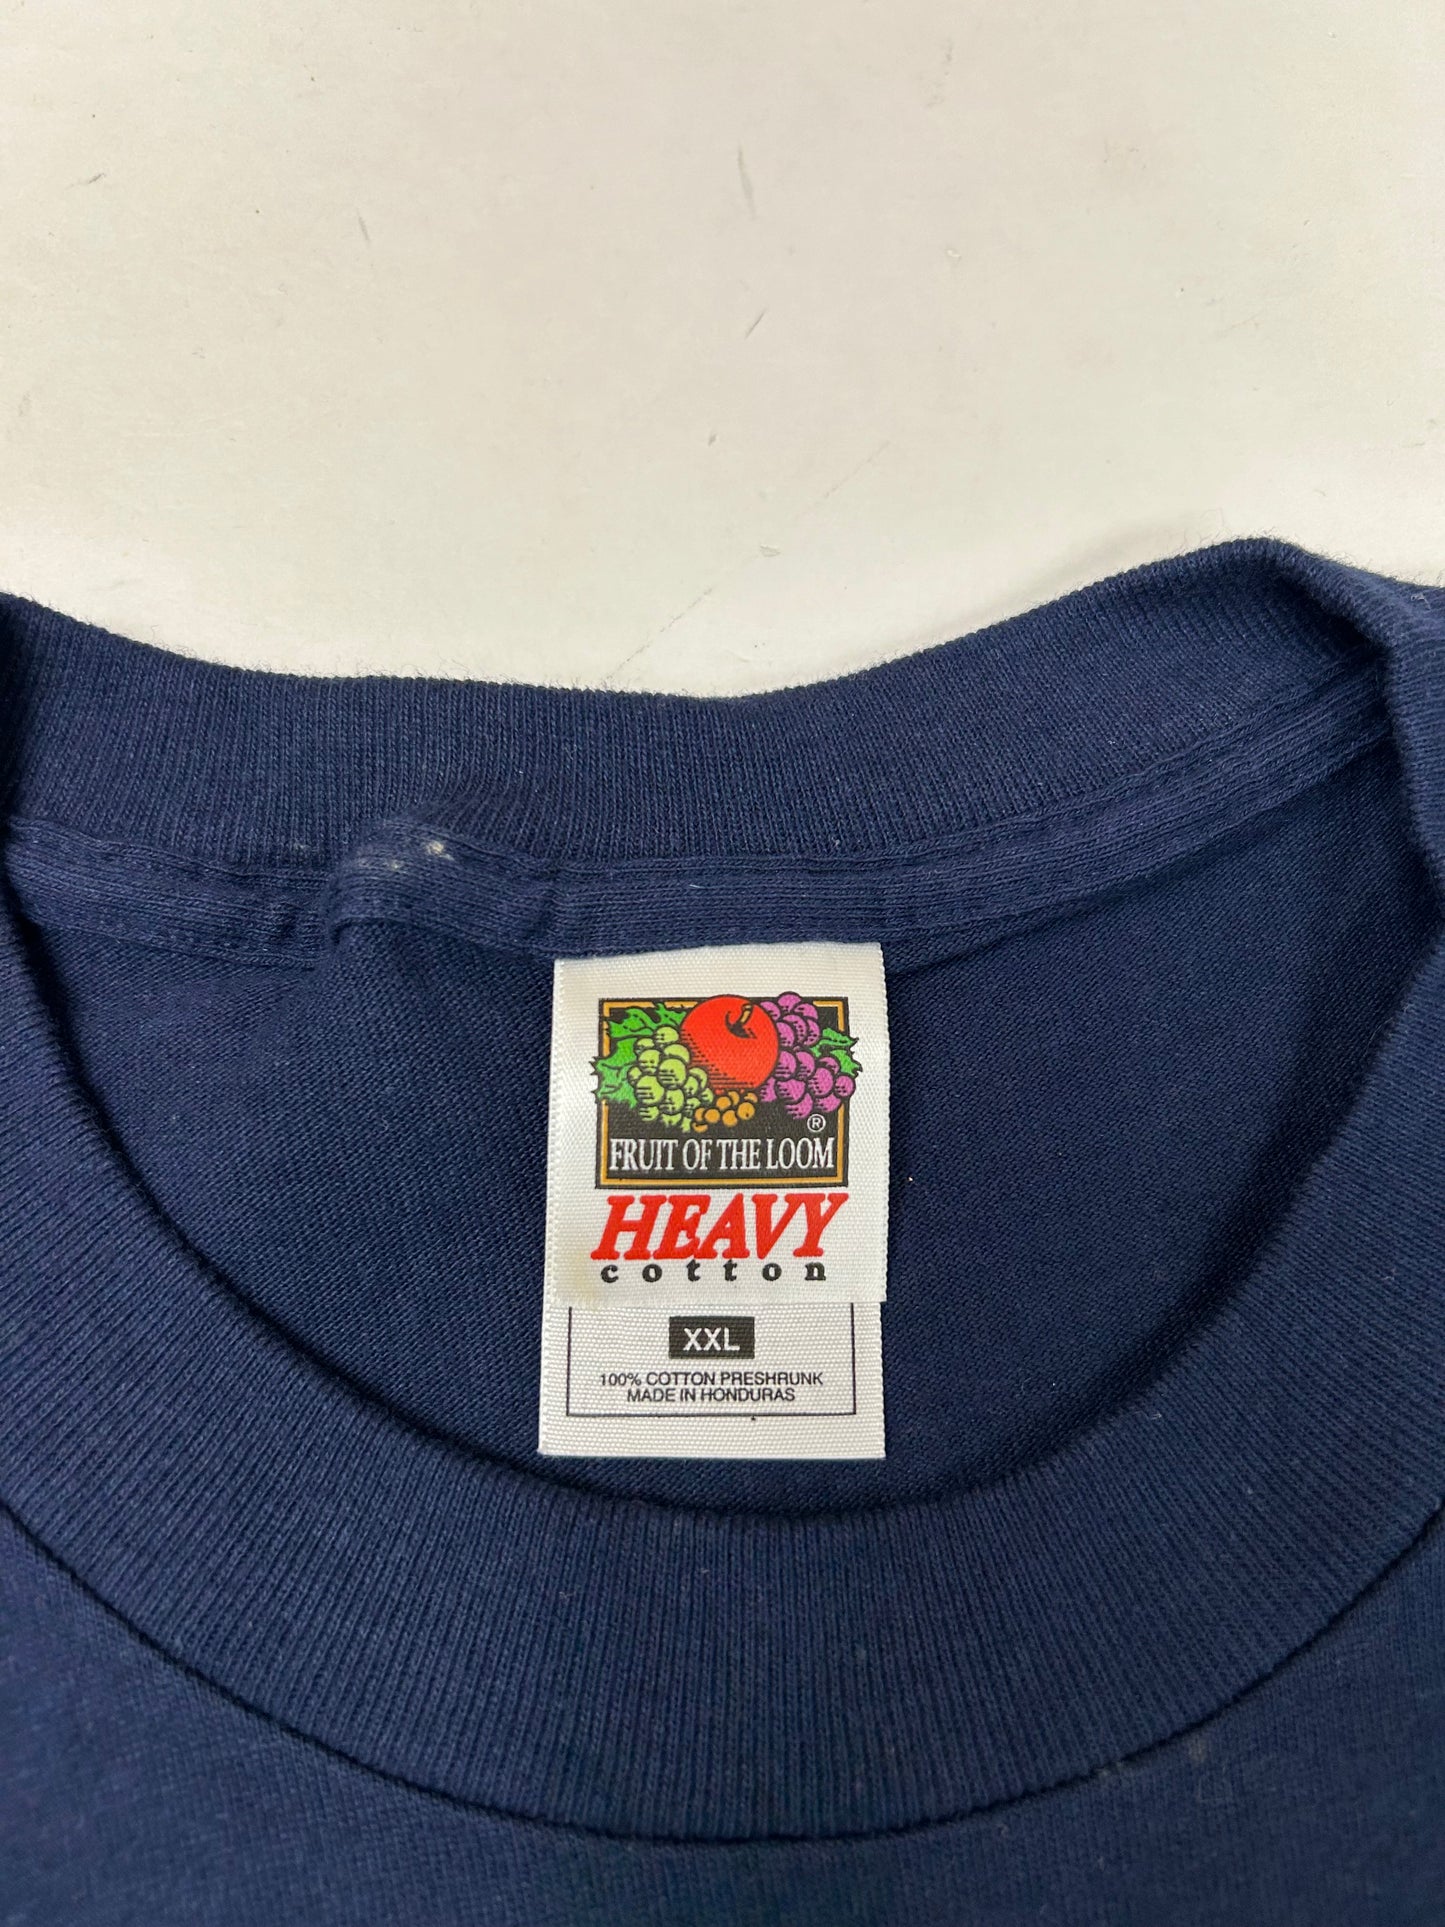 ®
FRUIT OF THE LOOM
HEAVY
cotton
XXL
100% COTTON PRESHRUNK
MADE IN HONDURAS